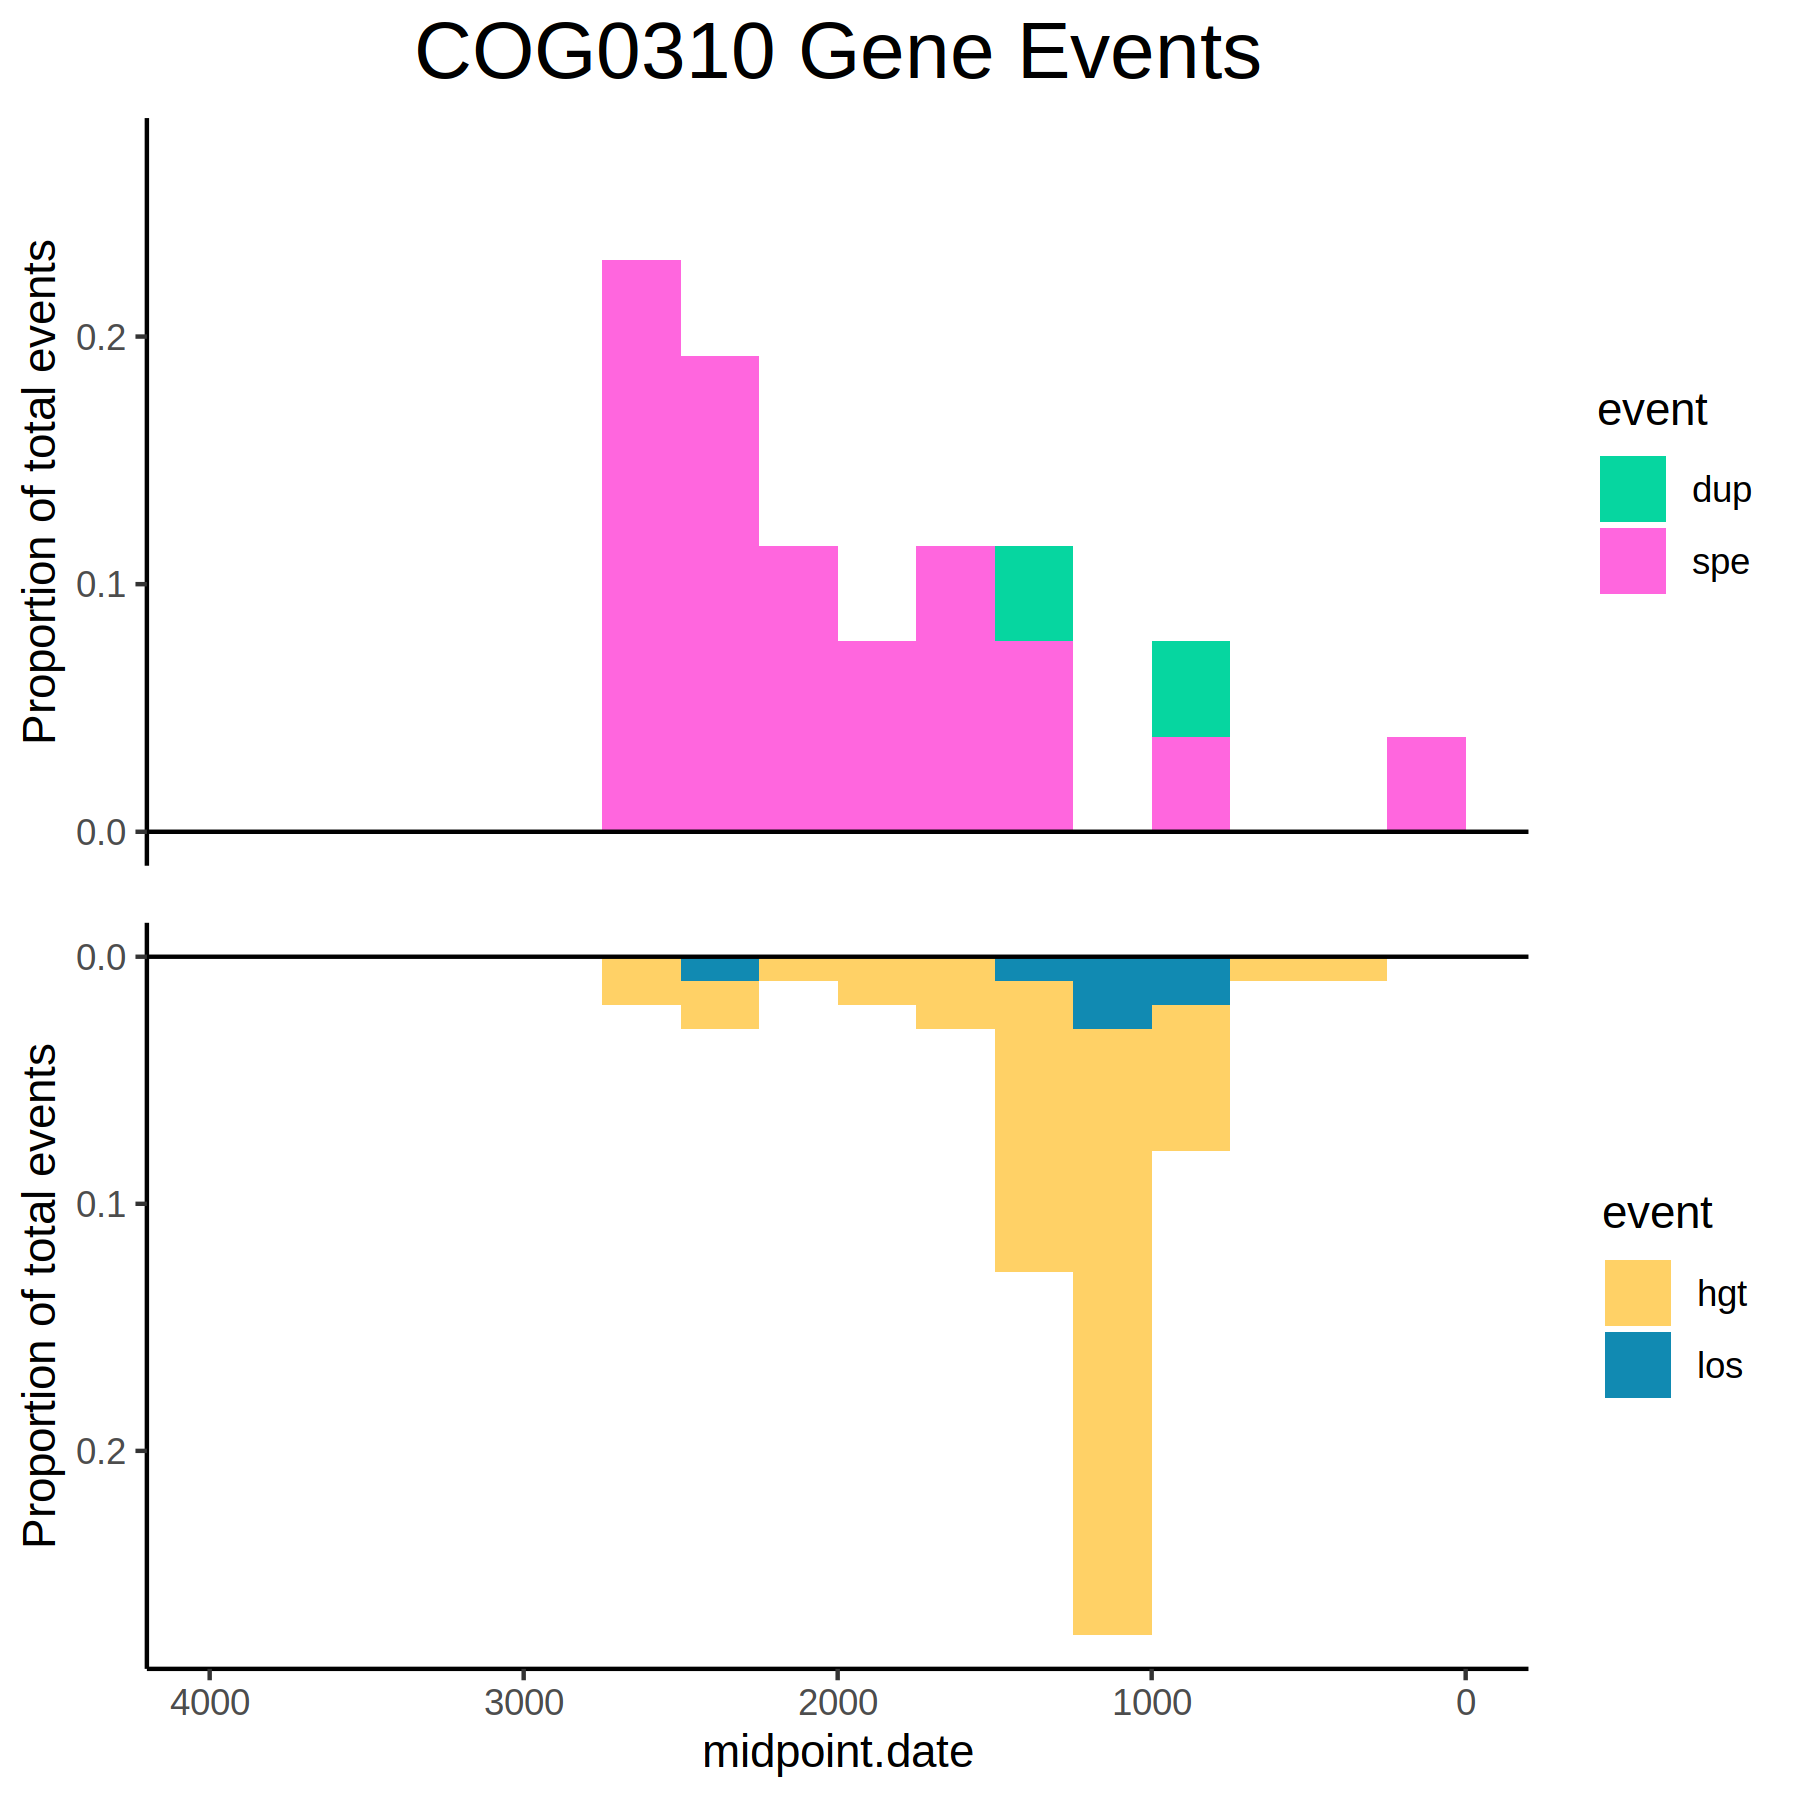 COG0310 Gene Events
Proportion of total events
0.2
0.1
0.0
event
dup
spe
Proportion of total events
0.0
0.1
0.2
event
hgt
los
4000 3000 2000 1000 0
midpoint.date